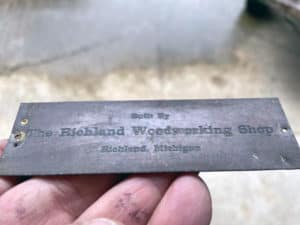 Built By
The Richland Woodworking Shop
Richland, Michigan